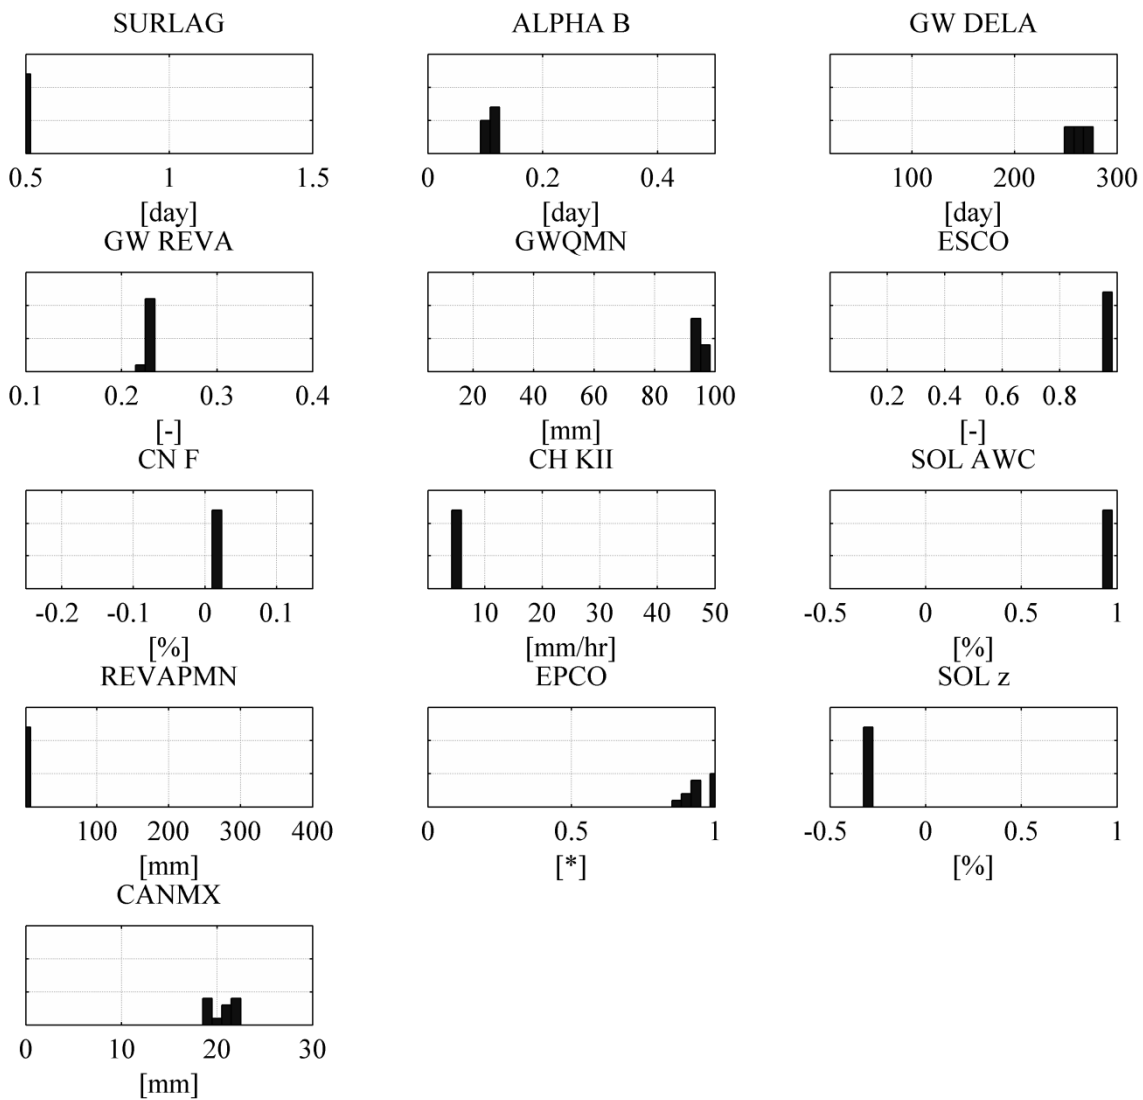 SURLAG ALPHA B GW DELA
0.5 1 1.5 0 0.2 0.4 100 200 300
[day] [day] [day]
GW REVA GWQMN ESCO
0.1 0.2 0.3 0.4 20 40 60 80 100 0.2 0.4 0.6 0.8
[-] [mm] [-]
CN F CH KII SOL AWC
-0.2 -0.1 0 0.1 10 20 30 40 50 -0.5 0 0.5 1
[%] [mm/hr] [%]
REVAPMN EPCO SOL z
100 200 300 400 0 0.5 1 -0.5 0 0.5 1
[mm] [*] [%]
CANMX
0 10 20 30
[mm]